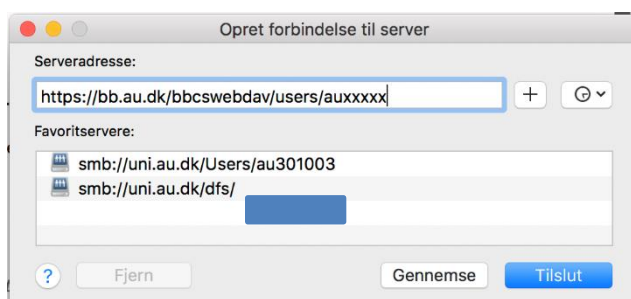 Opret forbindelse til server
Serveradresse:
https://bb.au.dk/bbcswebdav/users/auxxxxx
Favoritservere:
smb://uni.au.dk/Users/au301003
smb://uni.au.dk/dfs/
? Fjern Gennemse Tilslut